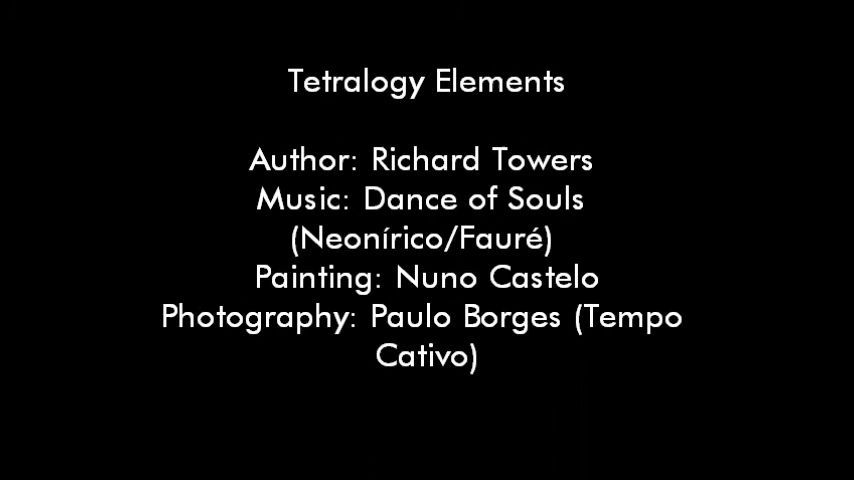 Tetralogy Elements
Author: Richard Towers
Music: Dance of Souls
(Neonírico/Fauré)
Painting: Nuno Castelo
Photography: Paulo Borges (Tempo
Cativo)